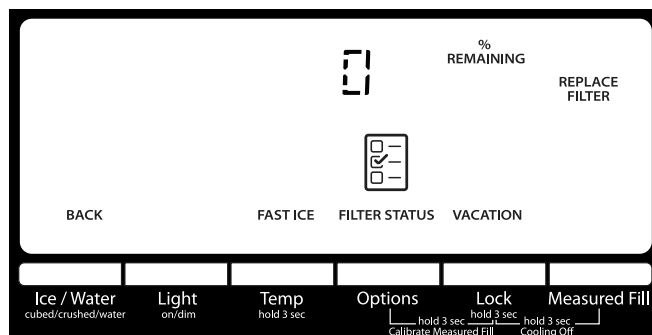 0
%
REMAINING
REPLACE
FILTER
BACK
FAST ICE
FILTER STATUS
VACATION
Ice / Water
cubed/crushed/water
Light
on/dim
Temp
hold 3 sec
Options
Lock
hold 3 sec
Measured Fill
hold 3 sec
Calibrate Measured Fill
hold 3 sec
Cooling Off